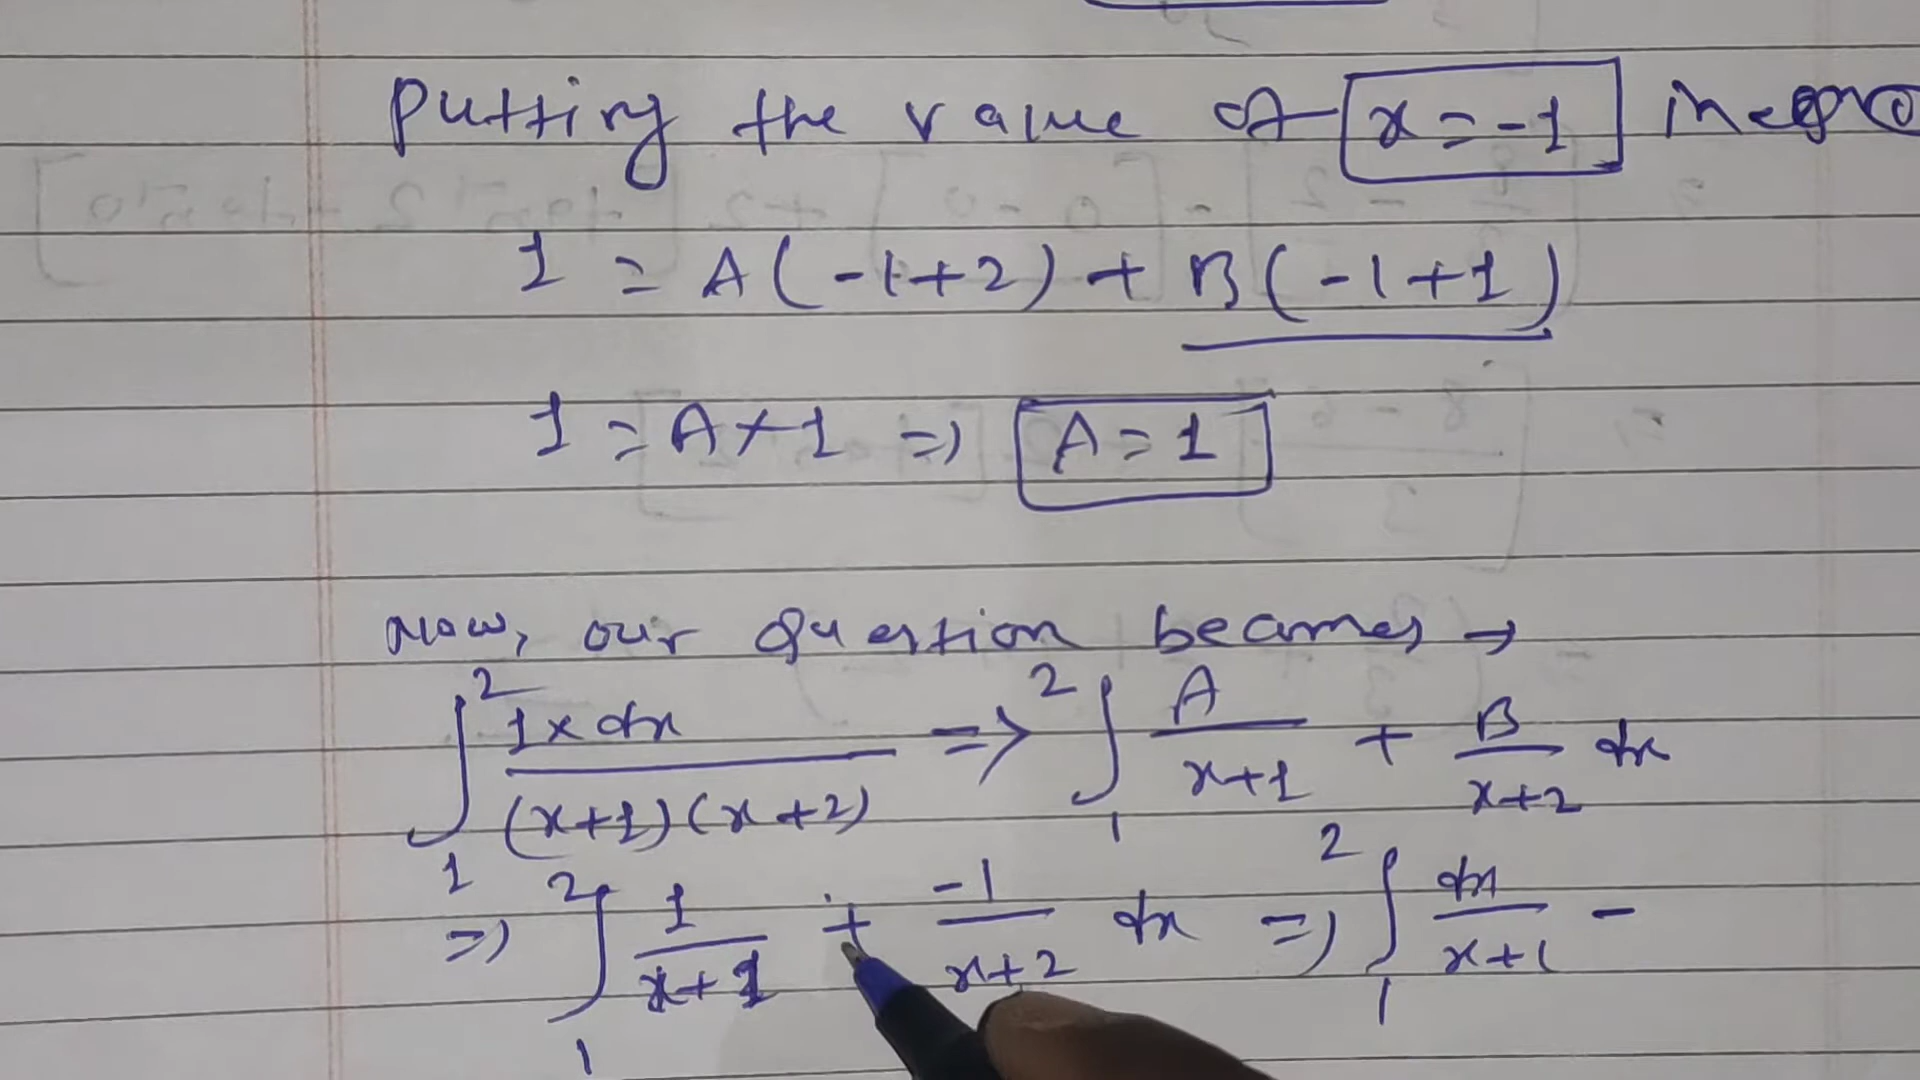 Putting the value of x = -1 in eqn
1 = A(-1+2) + B(-1+1)
1 = A×1 => A = 1
Now, our question becomes →
∫₁² 1×dx / (x+1)(x+2) => ∫₁² A/(x+1) + B/(x+2) dx
=> ∫₁² 1/(x+1) + -1/(x+2) dx => ∫₁² dx/(x+1) -